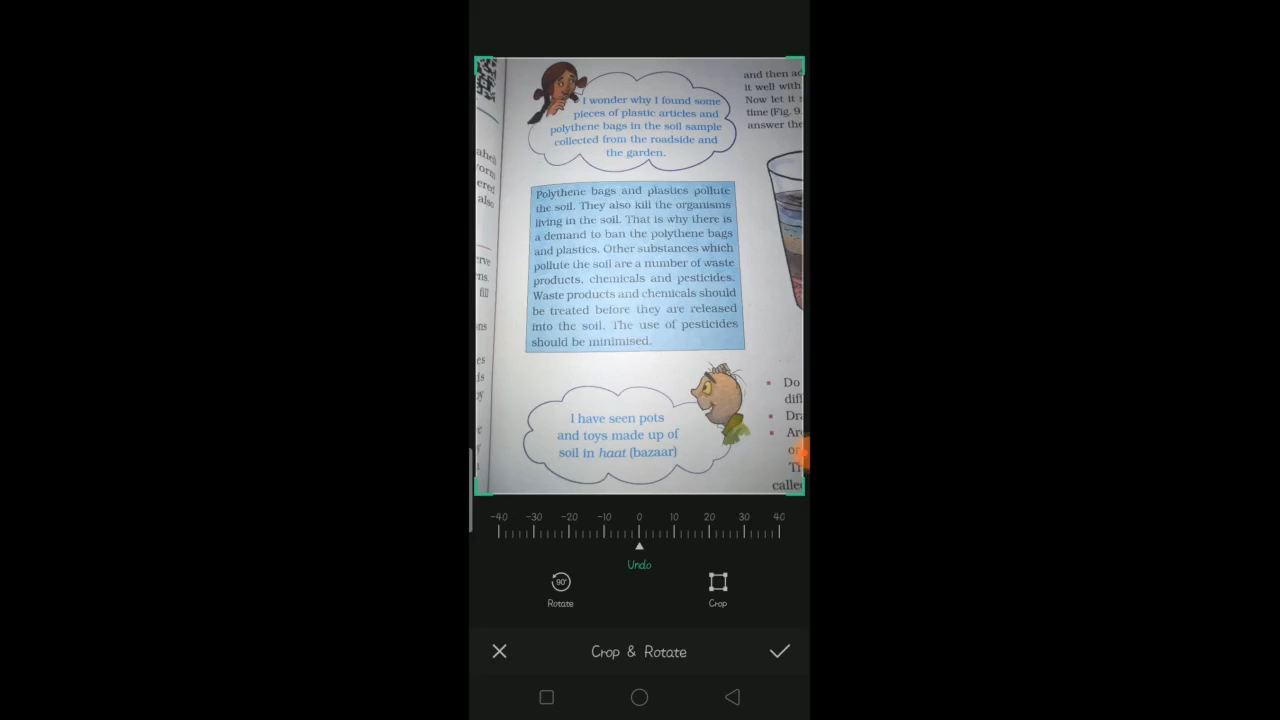 I wonder why I found some
pieces of plastic articles and
polythene bags in the soil sample
collected from the roadside and
the garden.
Polythene bags and plastics pollute
the soil. They also kill the organisms
living in the soil. That is why there is
a demand to ban the polythene bags
and plastics. Other substances which
pollute the soil are a number of waste
products, chemicals and pesticides.
Waste products and chemicals should
be treated before they are released
into the soil. The use of pesticides
should be minimised.
I have seen pots
and toys made up of
soil in haat (bazaar)
also
fill
and then
it well with
Now let it
time (Fig. 9
answer the
Do
-40 -30 -20 -10 0 10 20 30 40
Undo
90°
Rotate
Crop
Crop & Rotate